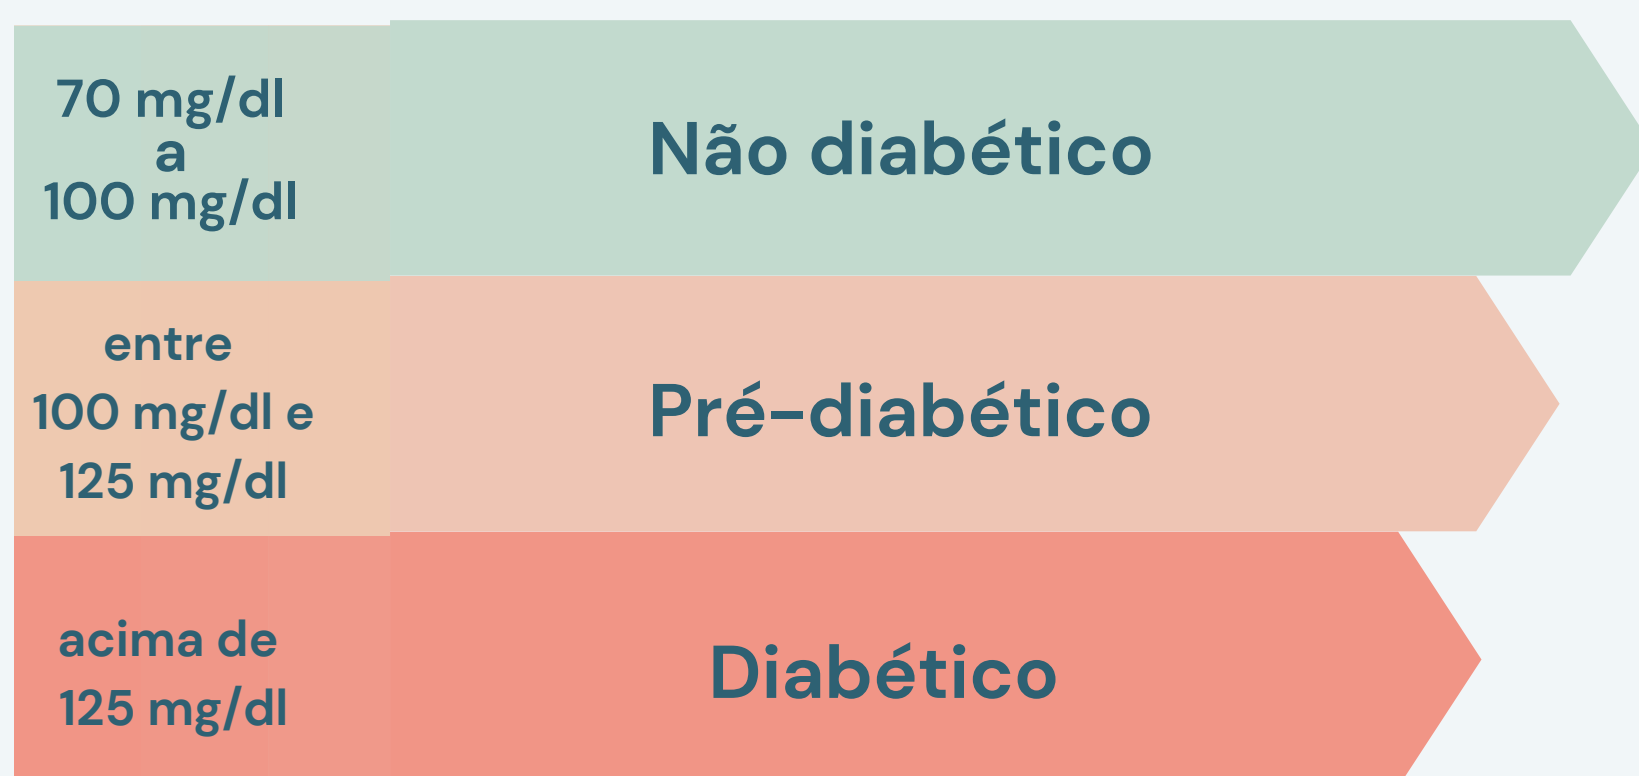 70 mg/dl
a
100 mg/dl
Não diabético
entre
100 mg/dl e
125 mg/dl
Pré-diabético
acima de
125 mg/dl
Diabético